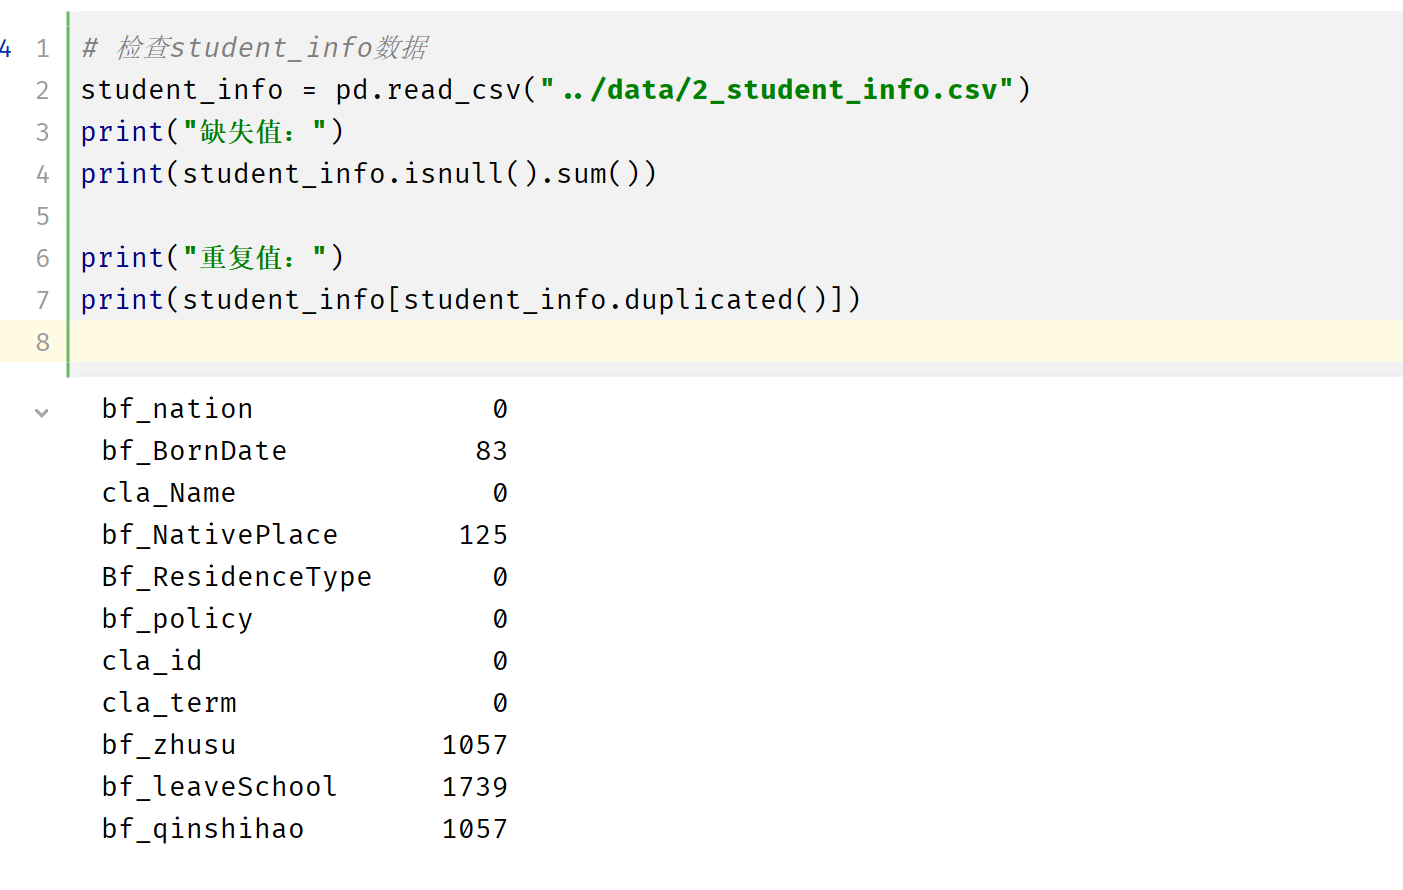 4 1 # 检查student_info数据
2 student_info = pd.read_csv("../data/2_student_info.csv")
3 print("缺失值：")
4 print(student_info.isnull().sum())
5
6 print("重复值：")
7 print(student_info[student_info.duplicated()])
8
bf_nation 0
bf_BornDate 83
cla_Name 0
bf_NativePlace 125
Bf_ResidenceType 0
bf_policy 0
cla_id 0
cla_term 0
bf_zhusu 1057
bf_leaveSchool 1739
bf_qinshihao 1057